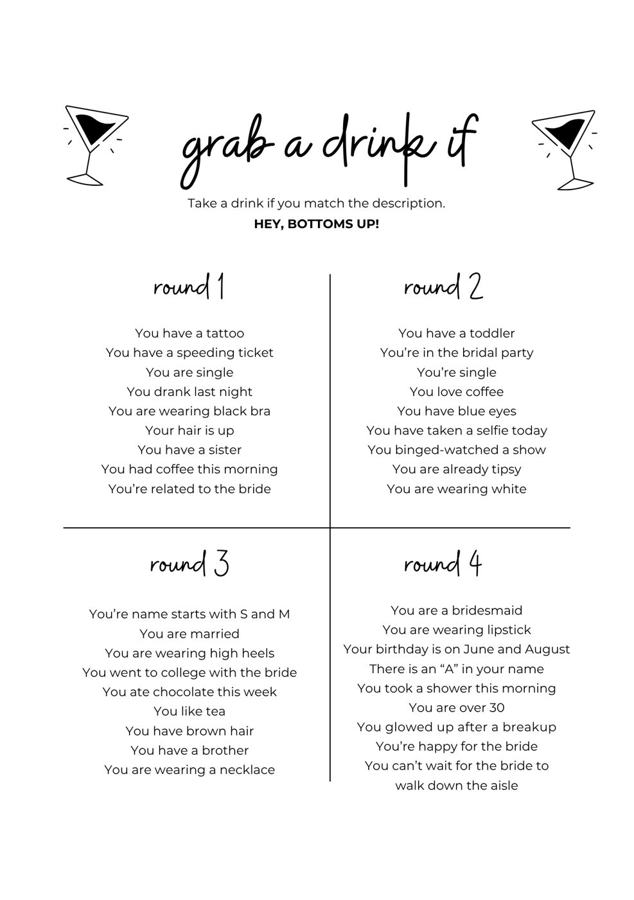 grab a drink if
Take a drink if you match the description.
HEY, BOTTOMS UP!
round 1
You have a tattoo
You have a speeding ticket
You are single
You drank last night
You are wearing black bra
Your hair is up
You have a sister
You had coffee this morning
You're related to the bride
round 2
You have a toddler
You're in the bridal party
You're single
You love coffee
You have blue eyes
You have taken a selfie today
You binged-watched a show
You are already tipsy
You are wearing white
round 3
You're name starts with S and M
You are married
You are wearing high heels
You went to college with the bride
You ate chocolate this week
You like tea
You have brown hair
You have a brother
You are wearing a necklace
round 4
You are a bridesmaid
You are wearing lipstick
Your birthday is on June and August
There is an “A” in your name
You took a shower this morning
You are over 30
You glowed up after a breakup
You're happy for the bride
You can't wait for the bride to
walk down the aisle